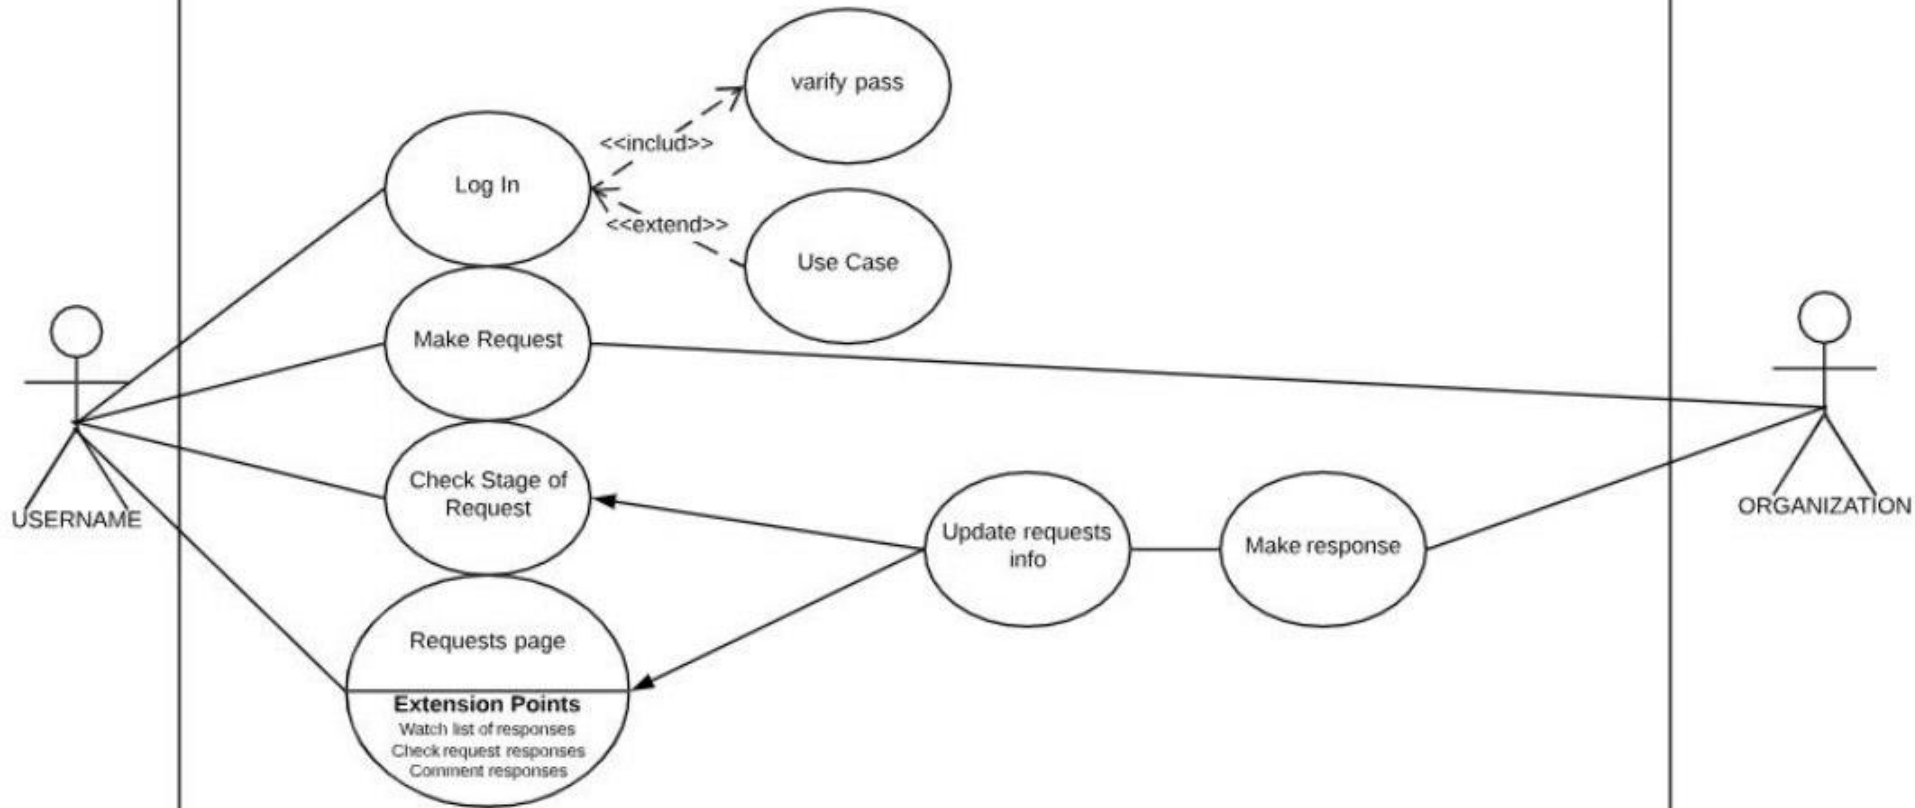 varify pass
<<includ>>
Log In
<<extend>>
Use Case
Make Request
Check Stage of
Request
USERNAME
ORGANIZATION
Update requests
info
Make response
Requests page
Extension Points
Watch list of responses
Check request responses
Comment responses